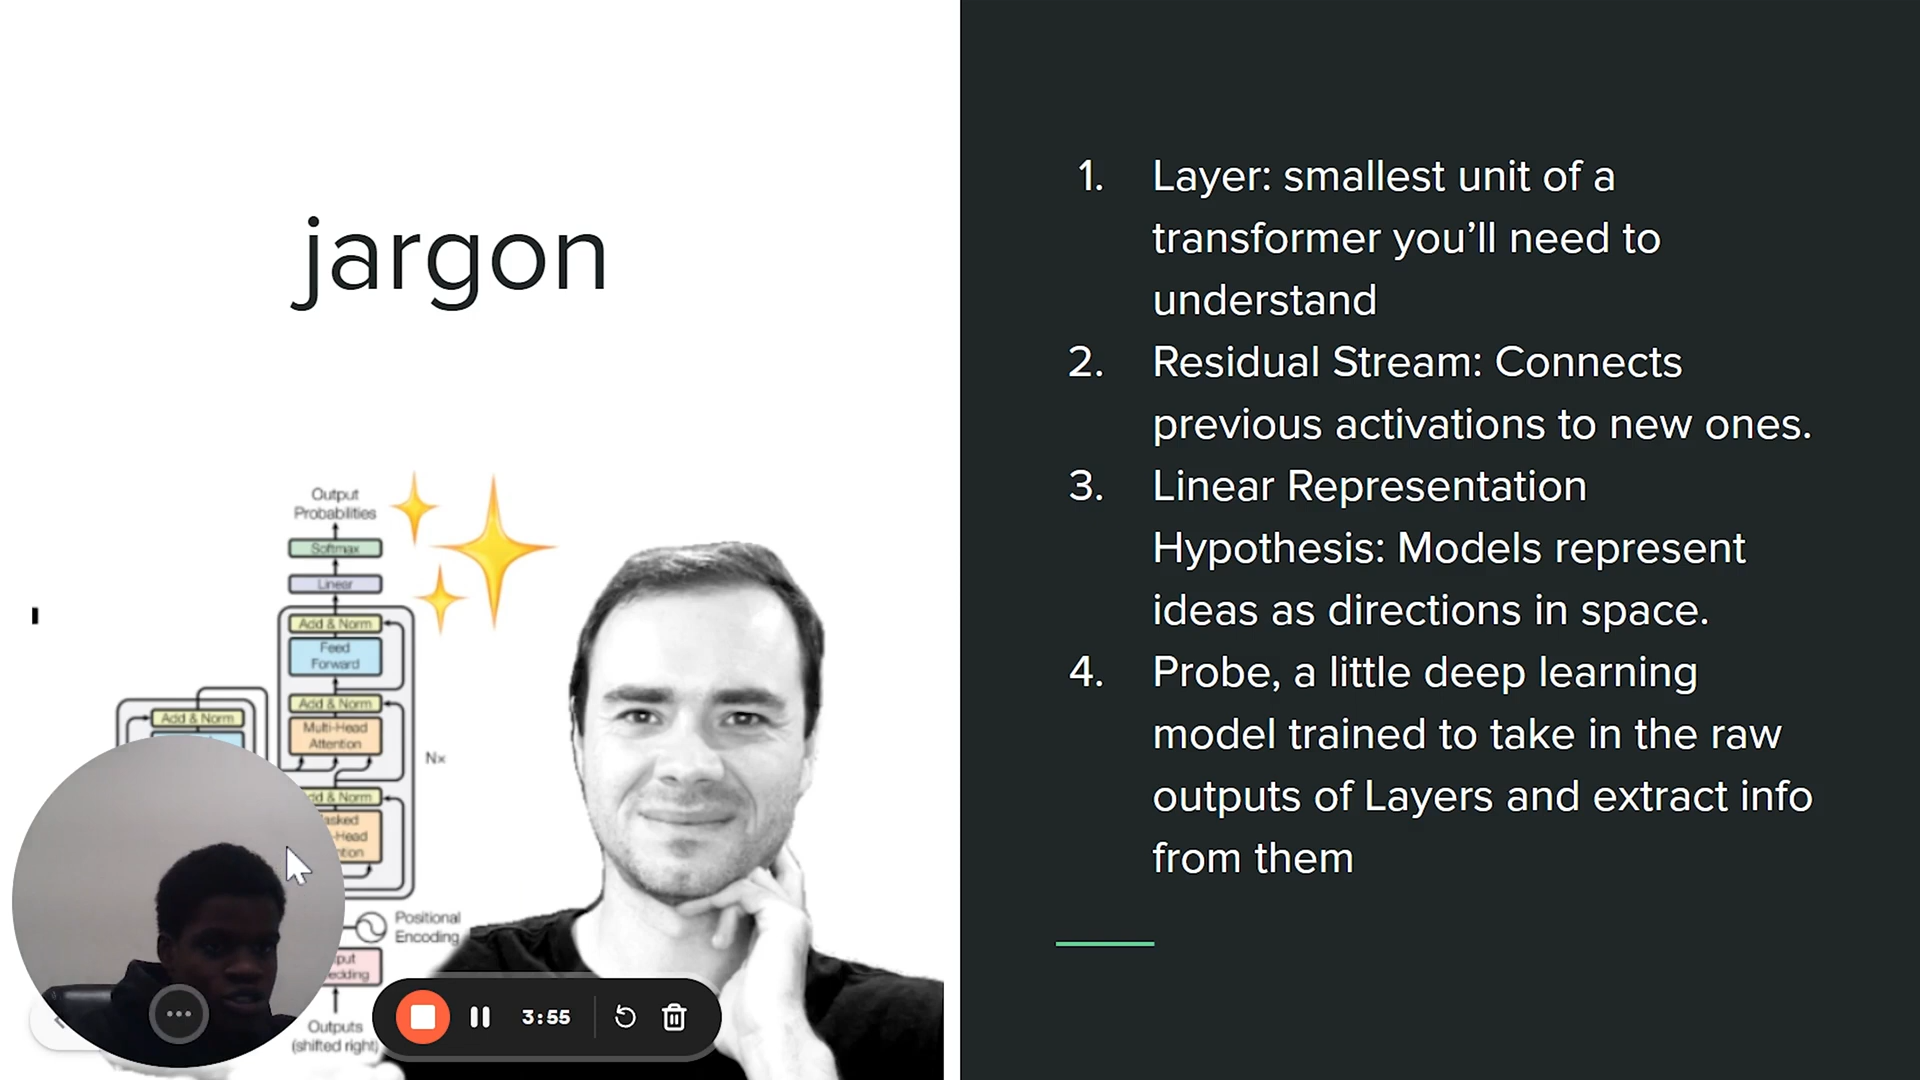 jargon
Output
Probabilities
Softmax
Linear
Add & Norm
Feed
Forward
Add & Norm
Multi-Head
Attention
Nx
Add & Norm
Add & Norm
Positional
Encoding
Outputs
(shifted right)
3:55
1. Layer: smallest unit of a
transformer you’ll need to
understand
2. Residual Stream: Connects
previous activations to new ones.
3. Linear Representation
Hypothesis: Models represent
ideas as directions in space.
4. Probe, a little deep learning
model trained to take in the raw
outputs of Layers and extract info
from them